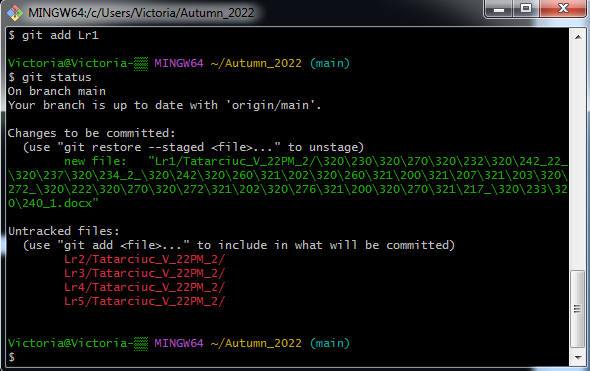 MINGW64:/c/Users/Victoria/Autumn_2022
$ git add Lr1
Victoria@Victoria-▒▒ MINGW64 ~/Autumn_2022 (main)
$ git status
On branch main
Your branch is up to date with 'origin/main'.
Changes to be committed:
(use "git restore --staged <file>..." to unstage)
new file: "Lr1/Tatarciuc_V_22PM_2/\320\230\320\270\320\232\320\242_22_
\320\237\320\234_2_\320\242\320\260\321\202\320\260\321\200\321\207\321\203\320\
272_\320\222\320\270\320\272\321\202\320\276\321\200\320\270\321\217_\320\233\32
0\240_1.docx"
Untracked files:
(use "git add <file>..." to include in what will be committed)
Lr2/Tatarciuc_V_22PM_2/
Lr3/Tatarciuc_V_22PM_2/
Lr4/Tatarciuc_V_22PM_2/
Lr5/Tatarciuc_V_22PM_2/
Victoria@Victoria-▒▒ MINGW64 ~/Autumn_2022 (main)
$